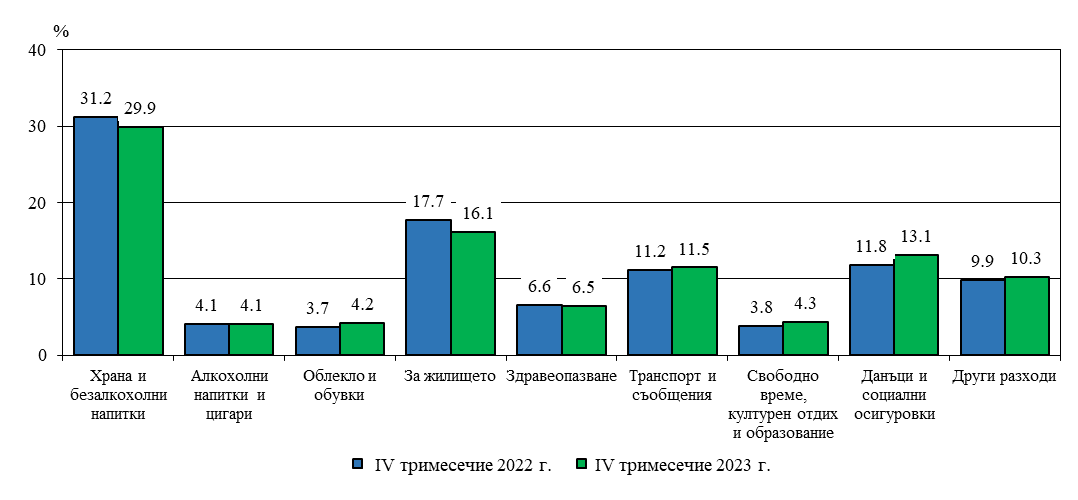 %
40
30
20
10
0
31.2 29.9
4.1 4.1
3.7 4.2
17.7 16.1
6.6 6.5
11.2 11.5
3.8 4.3
11.8 13.1
9.9 10.3
Храна и
безалкохолни
напитки
Алкохолни
напитки и
цигари
Облекло и
обувки
За жилището
Здравеопазване
Транспорт и
съобщения
Свободно
време,
културен отдих
и образование
Данъци и
социални
осигуровки
Други разходи
IV тримесечие 2022 г. IV тримесечие 2023 г.